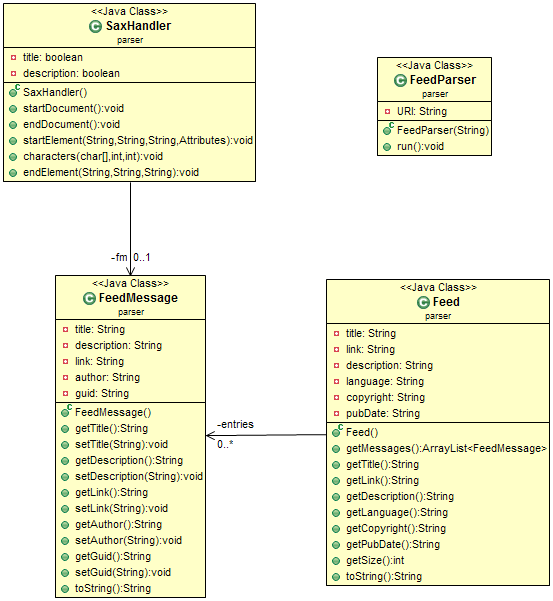 <<Java Class>>
SaxHandler
parser
title: boolean
description: boolean
SaxHandler()
startDocument():void
endDocument():void
startElement(String,String,String,Attributes):void
characters(char[],int,int):void
endElement(String,String,String):void
<<Java Class>>
FeedParser
parser
URI: String
FeedParser(String)
run():void
-fm 0..1
<<Java Class>>
FeedMessage
parser
title: String
description: String
link: String
author: String
guid: String
FeedMessage()
getTitle():String
setTitle(String):void
getDescription():String
setDescription(String):void
getLink():String
setLink(String):void
getAuthor():String
setAuthor(String):void
getGuid():String
setGuid(String):void
toString():String
-entries
0..*
<<Java Class>>
Feed
parser
title: String
link: String
description: String
language: String
copyright: String
pubDate: String
Feed()
getMessages():ArrayList<FeedMessage>
getTitle():String
getLink():String
getDescription():String
getLanguage():String
getCopyright():String
getPubDate():String
getSize():int
toString():String